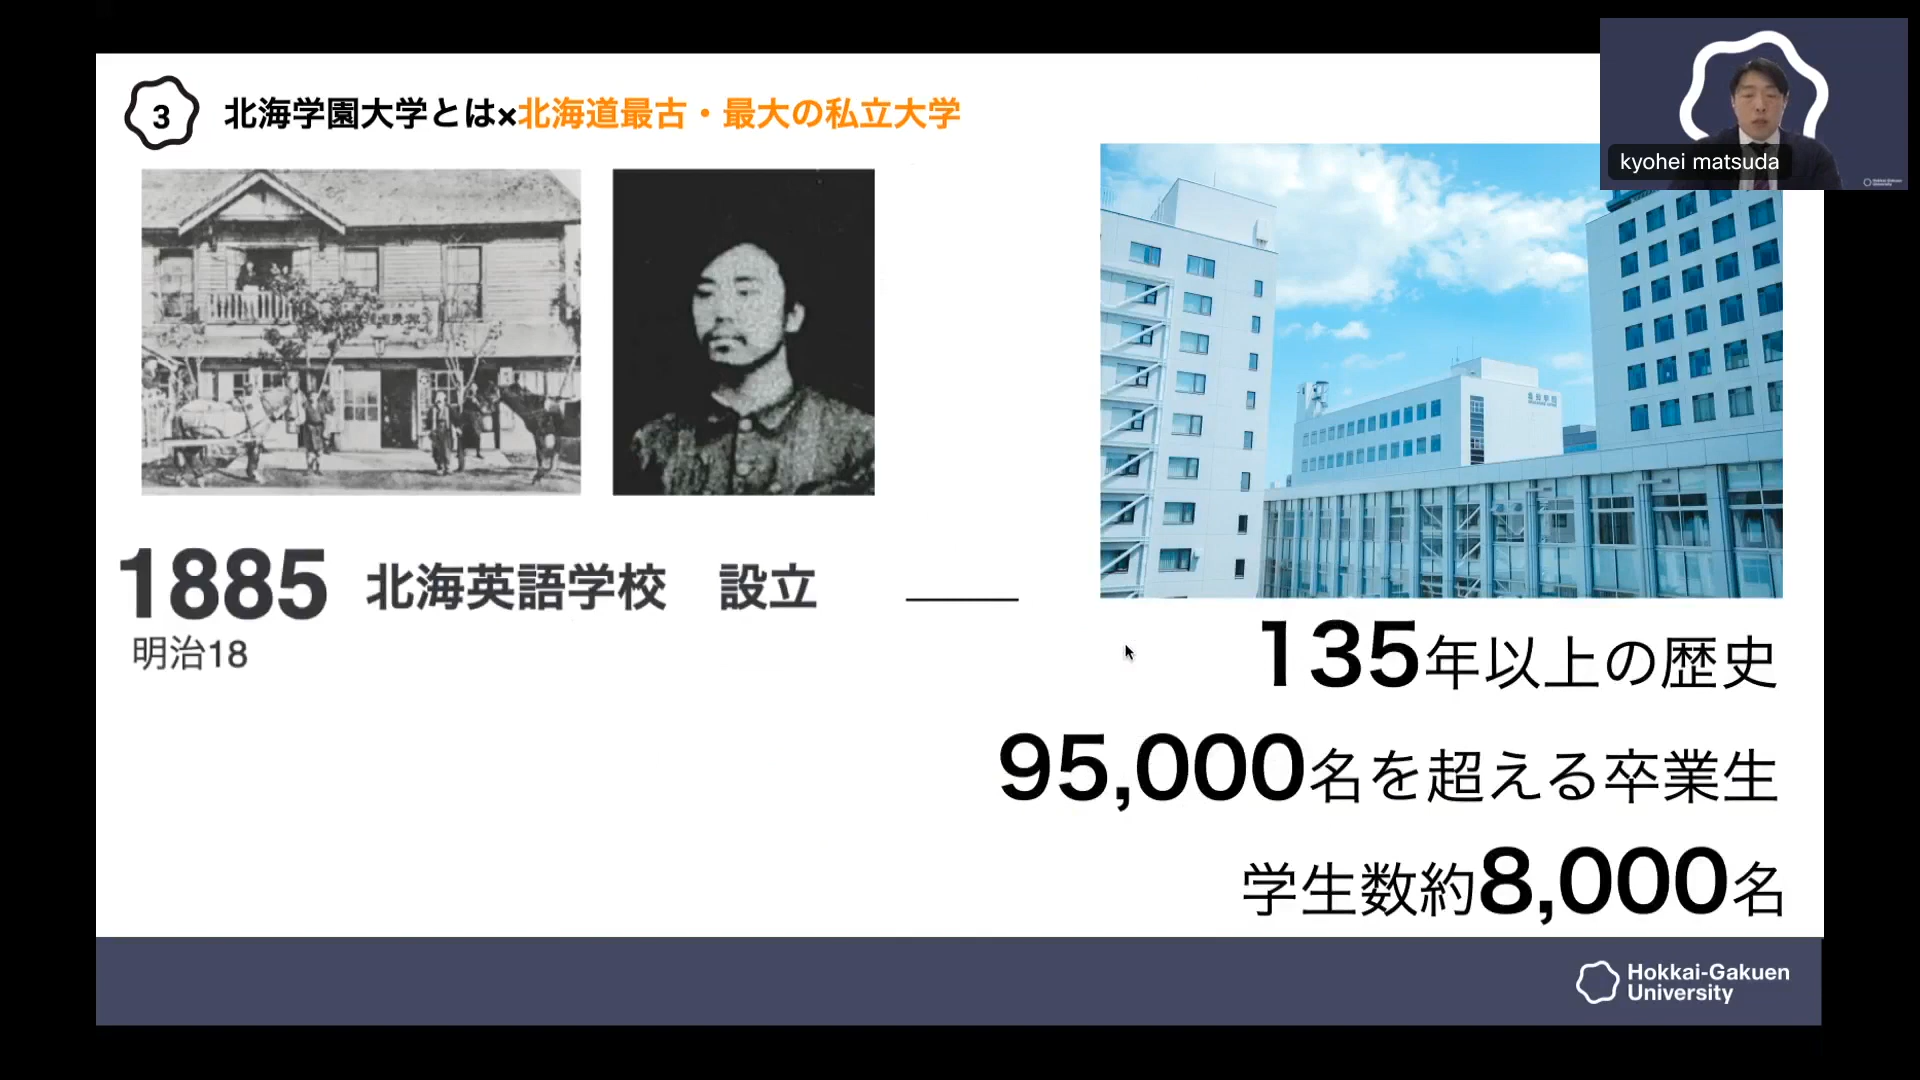 3
北海学園大学とは×北海道最古・最大の私立大学
kyohei matsuda
1885 北海英語学校 設立
明治18
135年以上の歴史
95,000名を超える卒業生
学生数約8,000名
Hokkai-Gakuen
University